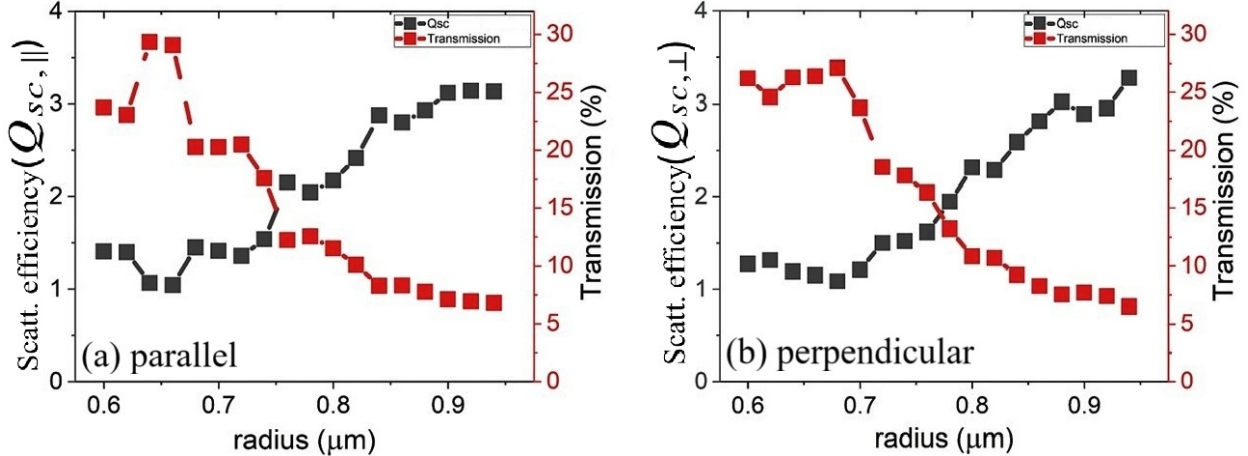 Qsc
Transmission
Scatt. efficiency(Q sc, ||)
4
3
2
1
0
30
25
20
15
10
5
0
Transmission (%)
(a) parallel
0.6 0.7 0.8 0.9
radius (μm)
Qsc
Transmission
Scatt. efficiency(Q sc, ⊥)
4
3
2
1
0
30
25
20
15
10
5
0
Transmission (%)
(b) perpendicular
0.6 0.7 0.8 0.9
radius (μm)